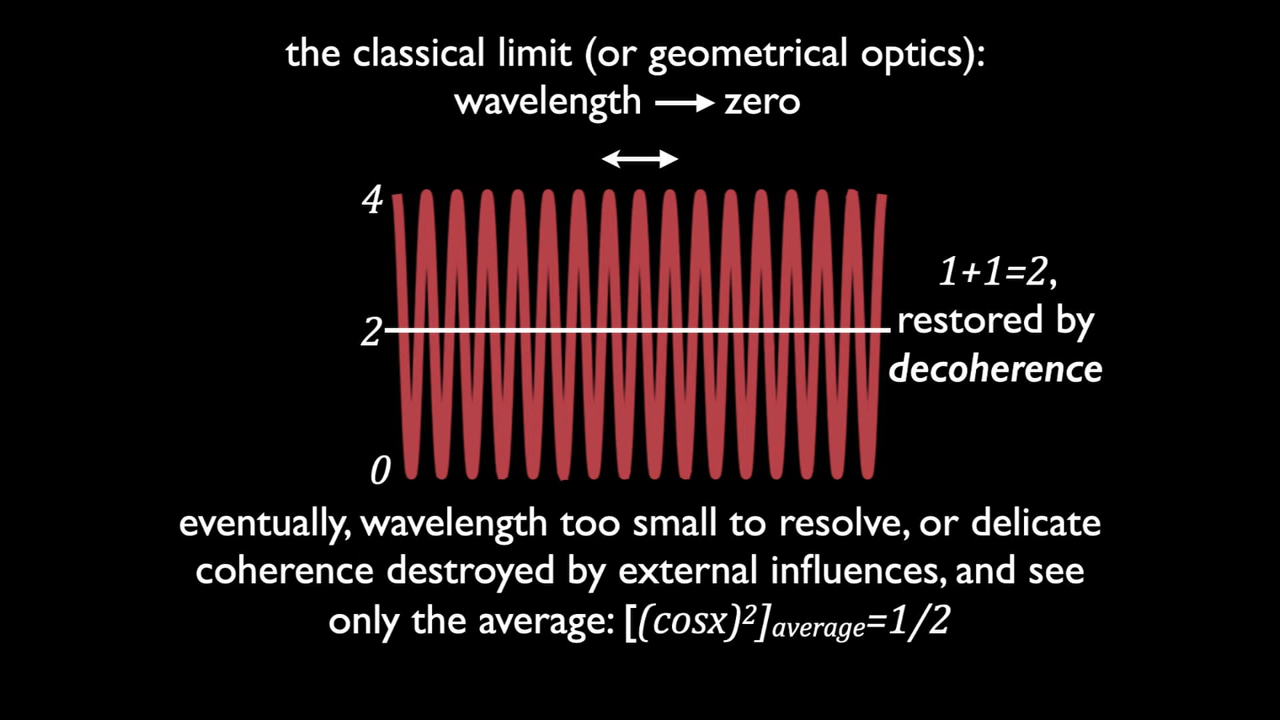 the classical limit (or geometrical optics):
wavelength ⟶ zero
4
2
0
1+1=2,
restored by
decoherence
eventually, wavelength too small to resolve, or delicate
coherence destroyed by external influences, and see
only the average: [(cosx)²]average=1/2